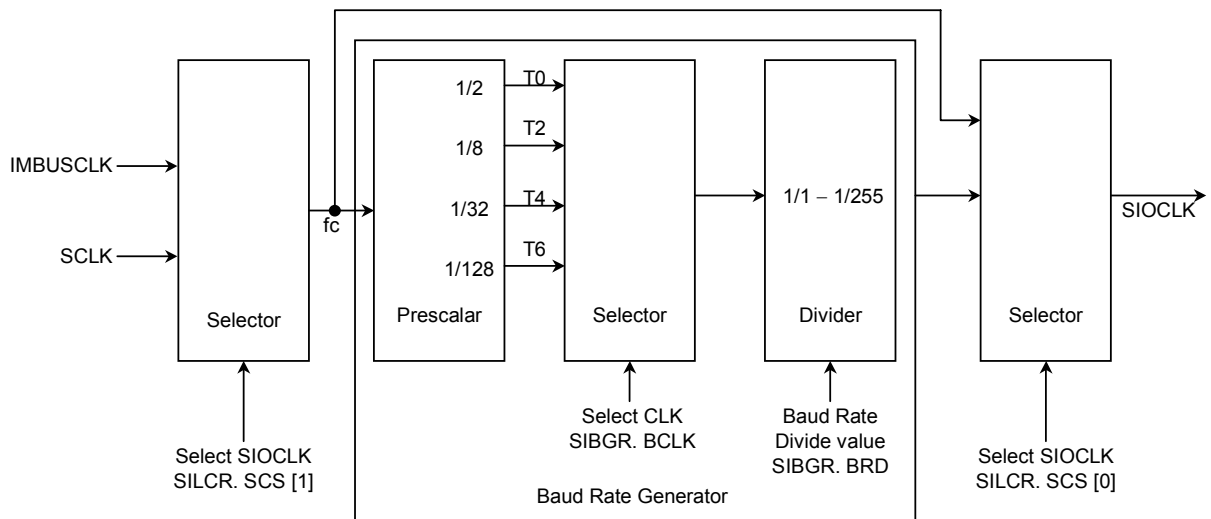 IMBUSCLK
SCLK
Selector
Select SIOCLK
SILCR. SCS [1]
fc
1/2
1/8
1/32
1/128
Prescalar
T0
T2
T4
T6
Selector
Select CLK
SIBGR. BCLK
1/1 – 1/255
Divider
Baud Rate
Divide value
SIBGR. BRD
Baud Rate Generator
Selector
Select SIOCLK
SILCR. SCS [0]
SIOCLK